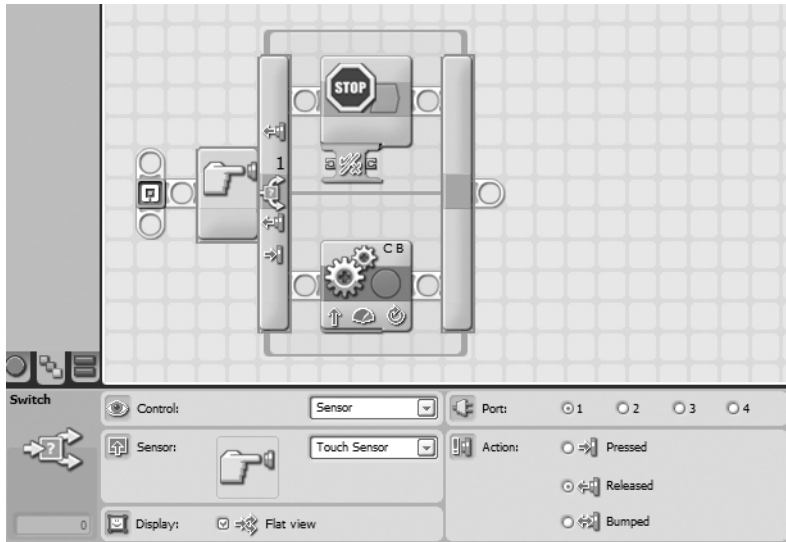 STOP
1
C B
Switch
Control:
Sensor
Port:
1
2
3
4
Sensor:
Touch Sensor
Action:
Pressed
Released
0
Display:
Flat view
Bumped